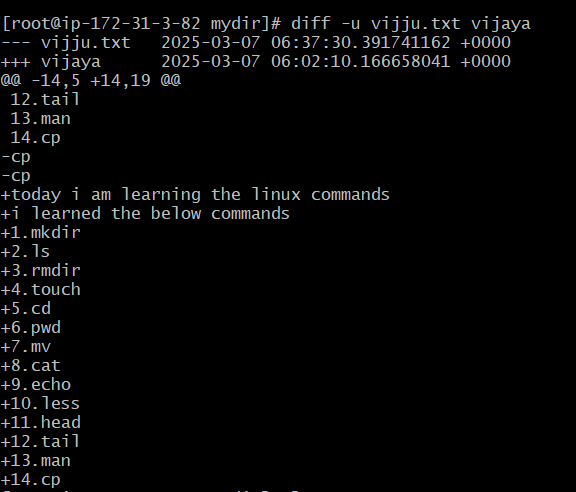 [root@ip-172-31-3-82 mydir]# diff -u vijju.txt vijaya
--- vijju.txt   2025-03-07 06:37:30.391741162 +0000
+++ vijaya      2025-03-07 06:02:10.166658041 +0000
@@ -14,5 +14,19 @@
 12.tail
 13.man
 14.cp
-cp
-cp
+today i am learning the linux commands
+i learned the below commands
+1.mkdir
+2.ls
+3.rmdir
+4.touch
+5.cd
+6.pwd
+7.mv
+8.cat
+9.echo
+10.less
+11.head
+12.tail
+13.man
+14.cp